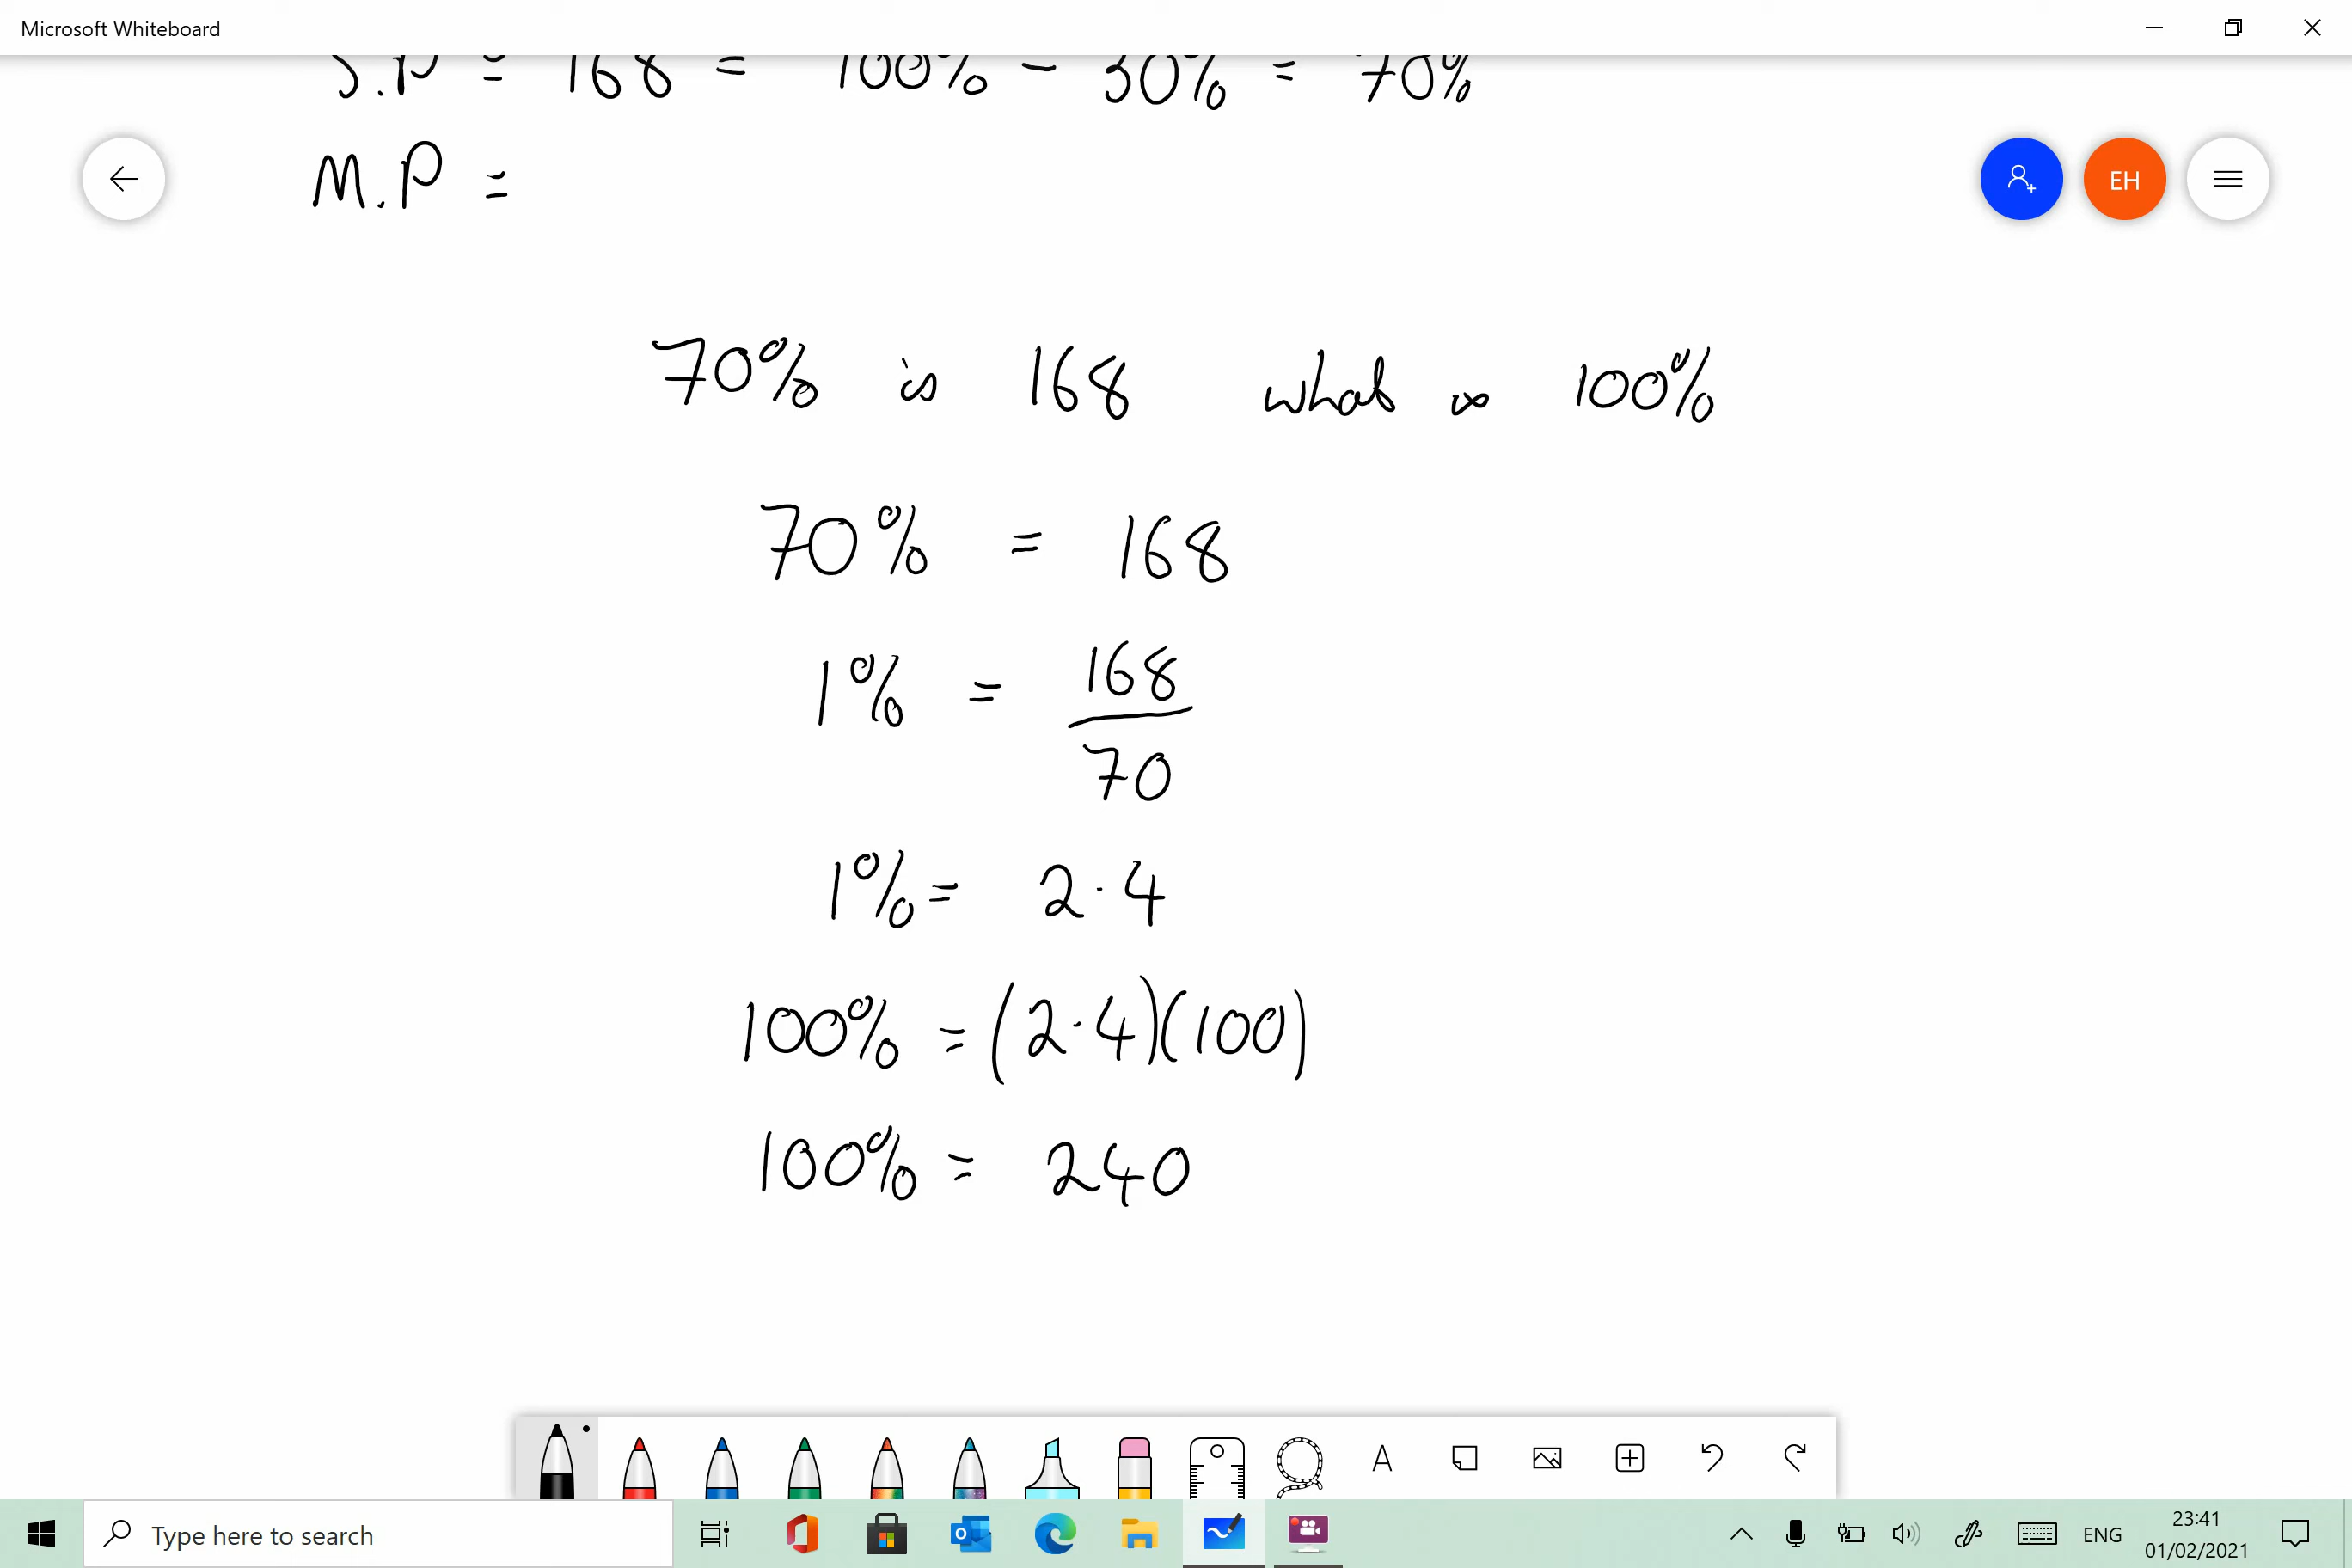 Microsoft Whiteboard
S.P = 168 = 100% - 30% = 70%
M.P =
EH
70% is 168 what is 100%
70% = 168
1% = 168
70
1% = 2.4
100% = (2.4)(100)
100% = 240
A
Type here to search
ENG
23:41
01/02/2021